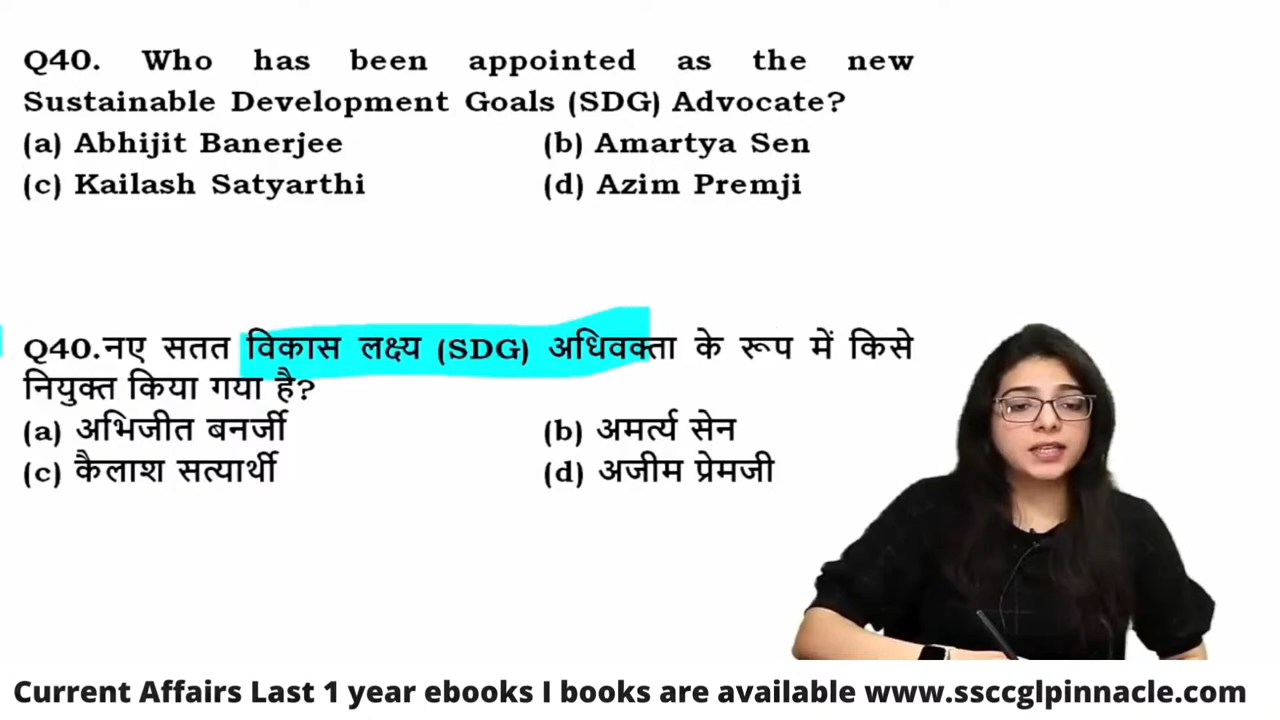 Q40. Who has been appointed as the new
Sustainable Development Goals (SDG) Advocate?
(a) Abhijit Banerjee (b) Amartya Sen
(c) Kailash Satyarthi (d) Azim Premji
Q40.नए सतत विकास लक्ष्य (SDG) अधिवक्ता के रूप में किसे
नियुक्त किया गया है?
(a) अभिजीत बनर्जी (b) अमर्त्य सेन
(c) कैलाश सत्यार्थी (d) अजीम प्रेमजी
Current Affairs Last 1 year ebooks I books are available www.ssccglpinnacle.com